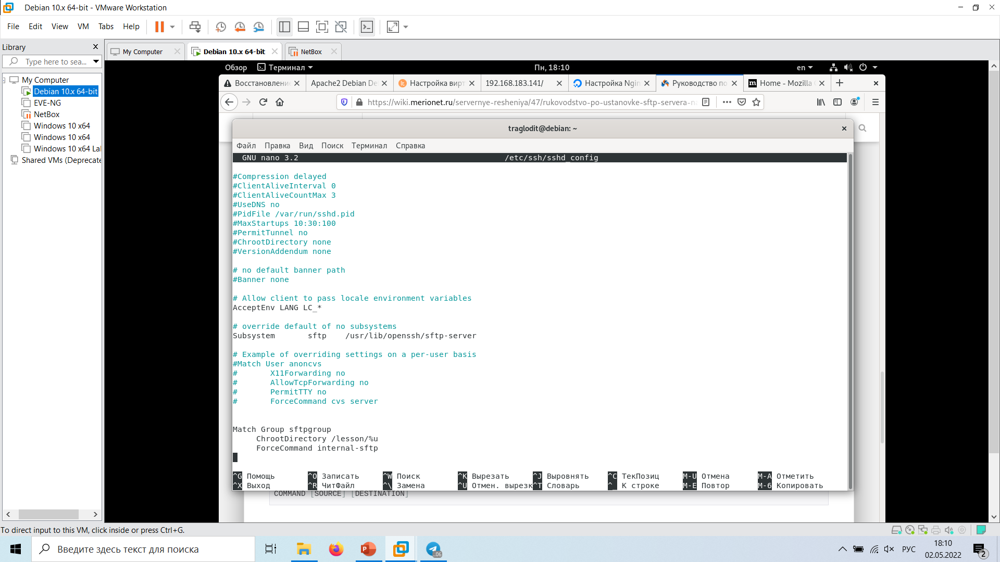 Debian 10.x 64-bit - VMware Workstation
File Edit View VM Tabs Help
Library
Type here to sea...
My Computer
Debian 10.x 64-bit
EVE-NG
NetBox
Windows 10 x64
Windows 10 x64
Windows 10 x64 La
Shared VMs (Deprecate
My Computer
Debian 10.x 64-bit
NetBox
Обзор Терминал Пн, 18:10 en
Восстановление
Apache2 Debian De
Настройка вирт
192.168.183.141/
Настройка Ngin
Руководство по
Home - Mozilla
https://wiki.merionet.ru/servernye-resheniya/47/rukovodstvo-po-ustanovke-sftp-servera-n
traglodit@debian: ~
Файл Правка Вид Поиск Терминал Справка
GNU nano 3.2 /etc/ssh/sshd_config
#Compression delayed
#ClientAliveInterval 0
#ClientAliveCountMax 3
#UseDNS no
#PidFile /var/run/sshd.pid
#MaxStartups 10:30:100
#PermitTunnel no
#ChrootDirectory none
#VersionAddendum none
# no default banner path
#Banner none
# Allow client to pass locale environment variables
AcceptEnv LANG LC_*
# override default of no subsystems
Subsystem sftp /usr/lib/openssh/sftp-server
# Example of overriding settings on a per-user basis
#Match User anoncvs
# X11Forwarding no
# AllowTcpForwarding no
# PermitTTY no
# ForceCommand cvs server
Match Group sftpgroup
ChrootDirectory /lesson/%u
ForceCommand internal-sftp
^G Помощь ^O Записать ^W Поиск ^K Вырезать ^J Выровнять ^C ТекПозиц M-U Отмена M-A Отметить
^X Выход ^R ЧитФайл ^\ Замена ^U Отмен. вырезк ^T Словарь ^_ К строке M-E Повтор M-6 Копировать
COMMAND [SOURCE] [DESTINATION]
To direct input to this VM, click inside or press Ctrl+G.
Введите здесь текст для поиска
..06
РУС
18:10
02.05.2022
2